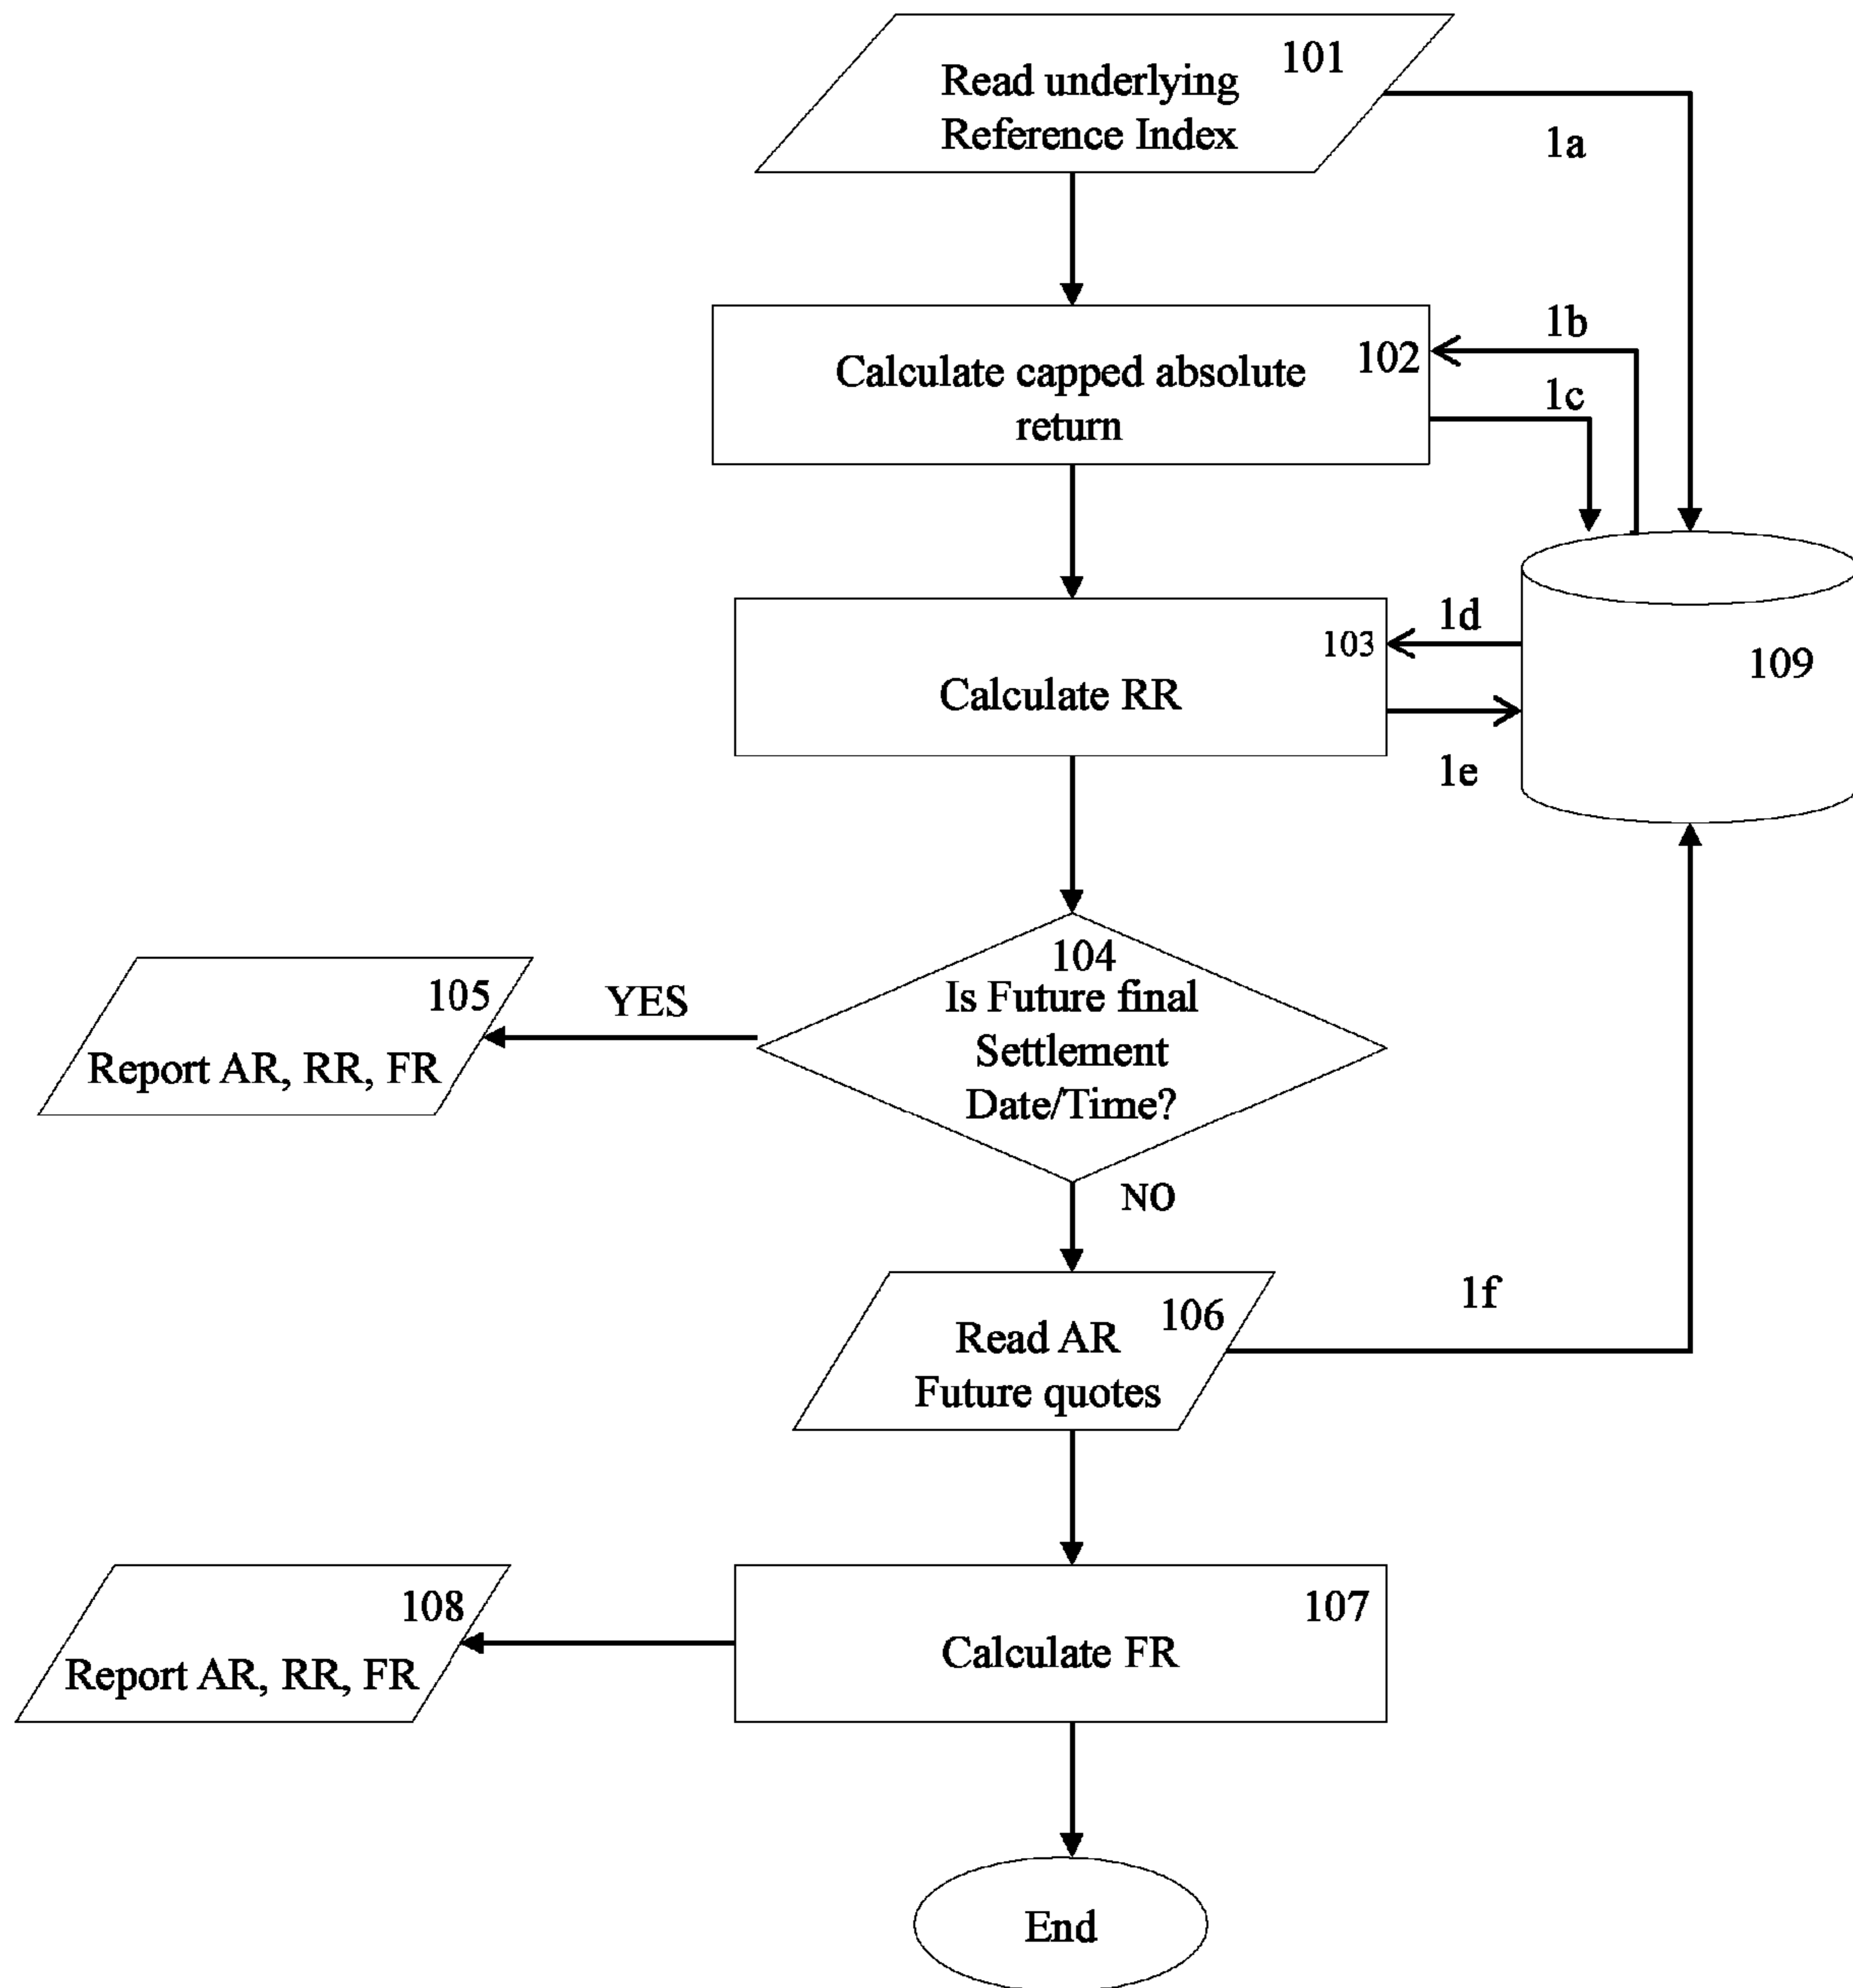 101
Read underlying
Reference Index
1a
1b
102
Calculate capped absolute
return
1c
1d
103
109
Calculate RR
1e
104
Is Future final
Settlement
Date/Time?
YES
105
Report AR, RR, FR
NO
1f
106
Read AR
Future quotes
108
107
Report AR, RR, FR
Calculate FR
End